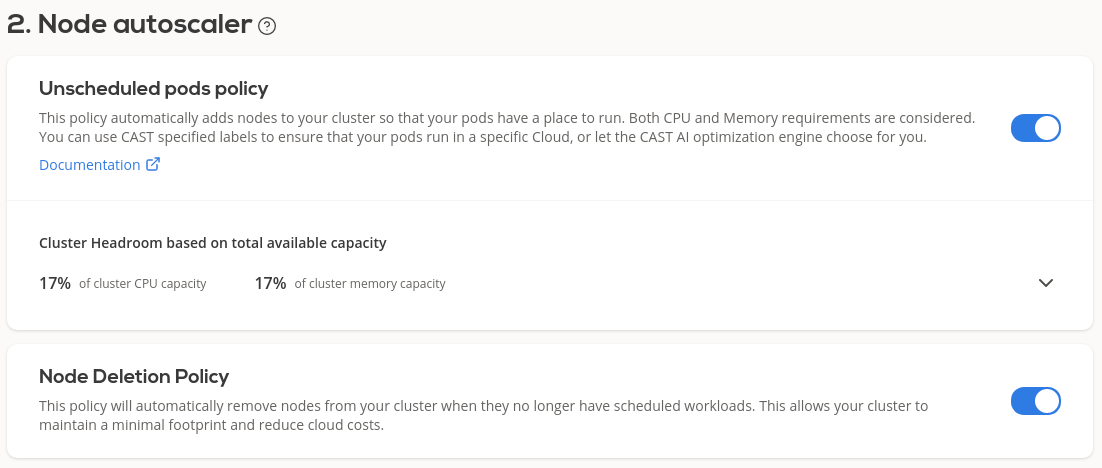 2. Node autoscaler ?
Unscheduled pods policy
This policy automatically adds nodes to your cluster so that your pods have a place to run. Both CPU and Memory requirements are considered.
You can use CAST specified labels to ensure that your pods run in a specific Cloud, or let the CAST AI optimization engine choose for you.
Documentation
Cluster Headroom based on total available capacity
17% of cluster CPU capacity 17% of cluster memory capacity
Node Deletion Policy
This policy will automatically remove nodes from your cluster when they no longer have scheduled workloads. This allows your cluster to
maintain a minimal footprint and reduce cloud costs.